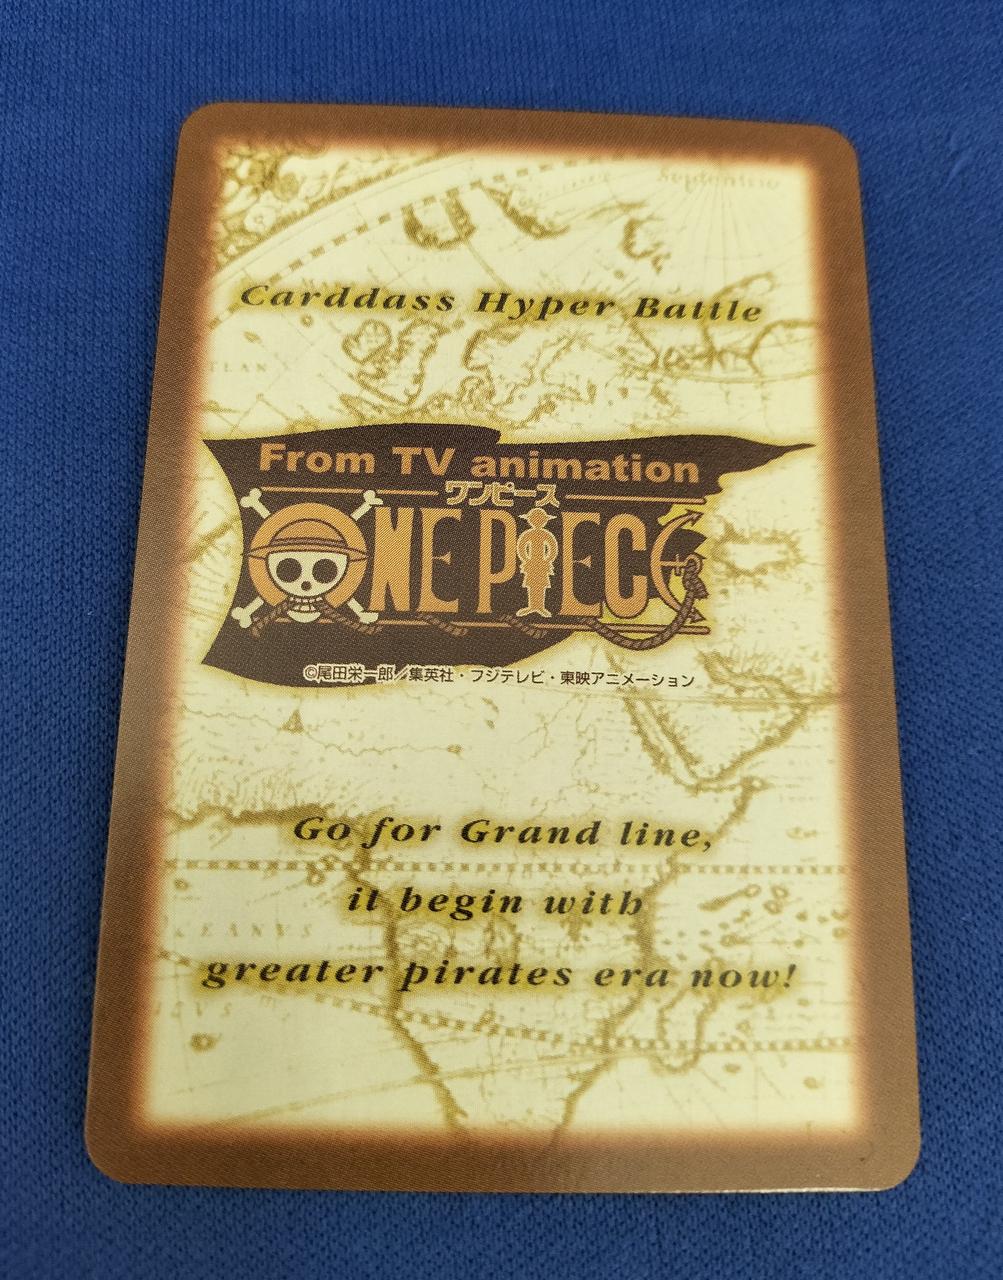 Septentrio
Carddass Hyper Battle
From TV animation
ワンピース
ONE PIECE
©尾田栄一郎／集英社・フジテレビ・東映アニメーション
Go for Grand line,
it begin with
greater pirates era now!